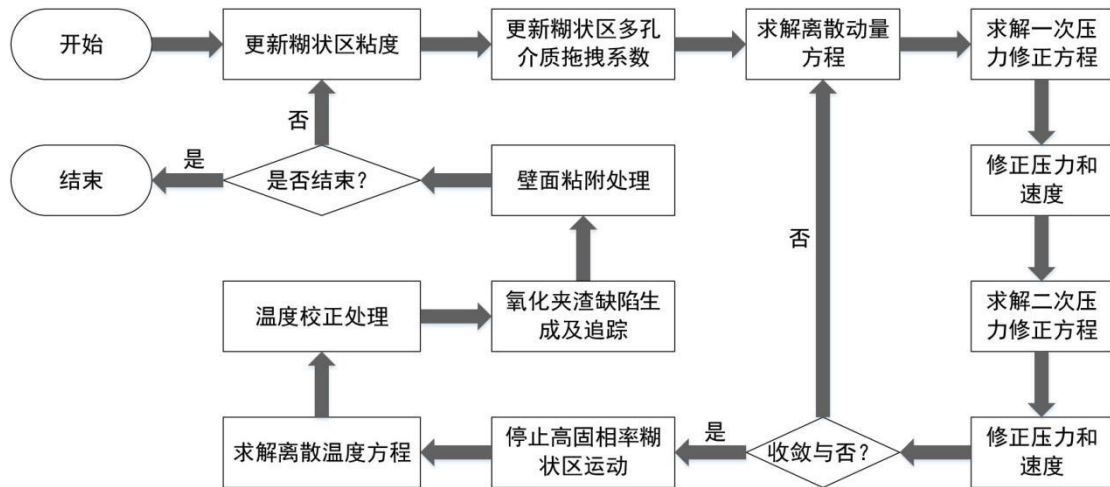 开始
更新糊状区粘度
更新糊状区多孔
介质拖拽系数
求解离散动量
方程
求解一次压
力修正方程
否
是
结束
是否结束？
壁面粘附处理
修正压力和
速度
否
温度校正处理
氧化夹渣缺陷生
成及追踪
求解二次压
力修正方程
求解离散温度方程
停止高固相率糊
状区运动
是
收敛与否？
修正压力和
速度